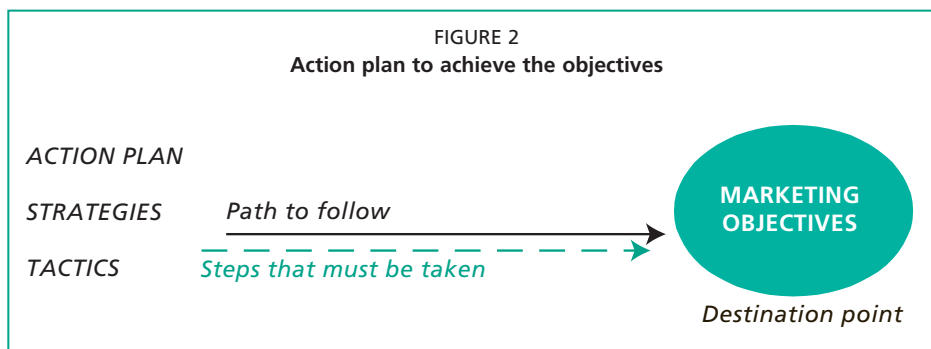 FIGURE 2
Action plan to achieve the objectives
ACTION PLAN
STRATEGIES Path to follow
TACTICS Steps that must be taken
MARKETING
OBJECTIVES
Destination point